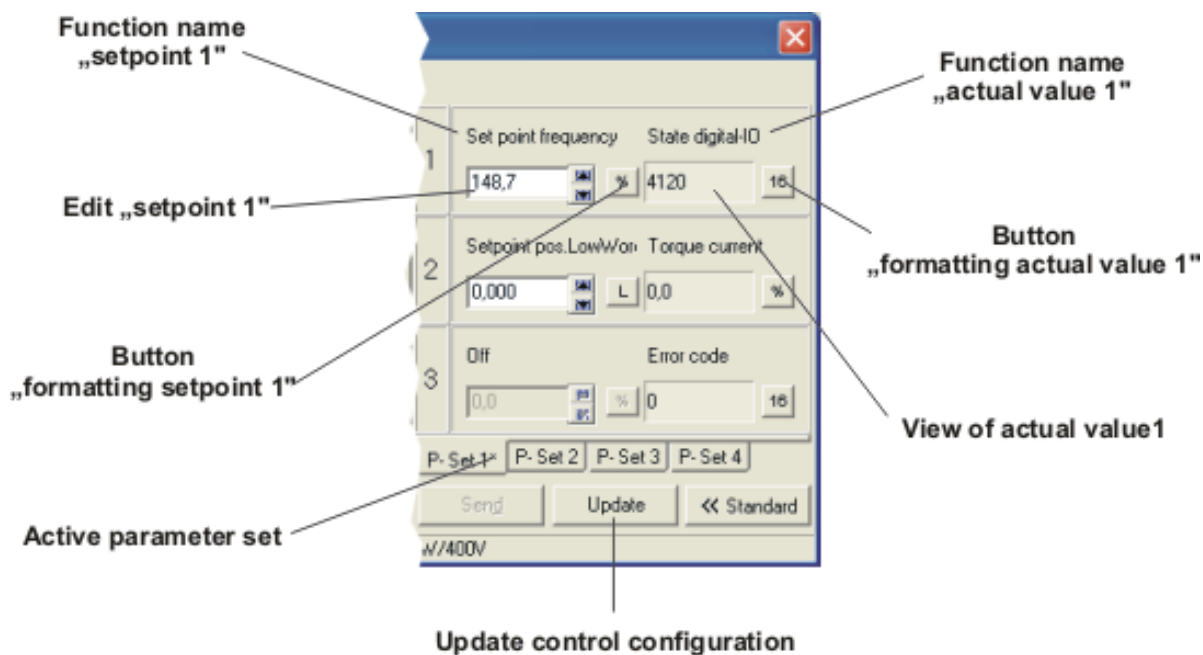 Function name
„setpoint 1"
Function name
„actual value 1"
Set point frequency State digital-IO
1
148,7 % 4120 16
Edit „setpoint 1"
Button
„formatting actual value 1"
Setpoint pos.LowWor Torque current
2
0,000 L 0,0 %
Button
„formatting setpoint 1"
Off Error code
3
0,0 % 0 16
View of actual value1
P- Set 1* P- Set 2 P- Set 3 P- Set 4
Send Update << Standard
Active parameter set
W/400V
Update control configuration